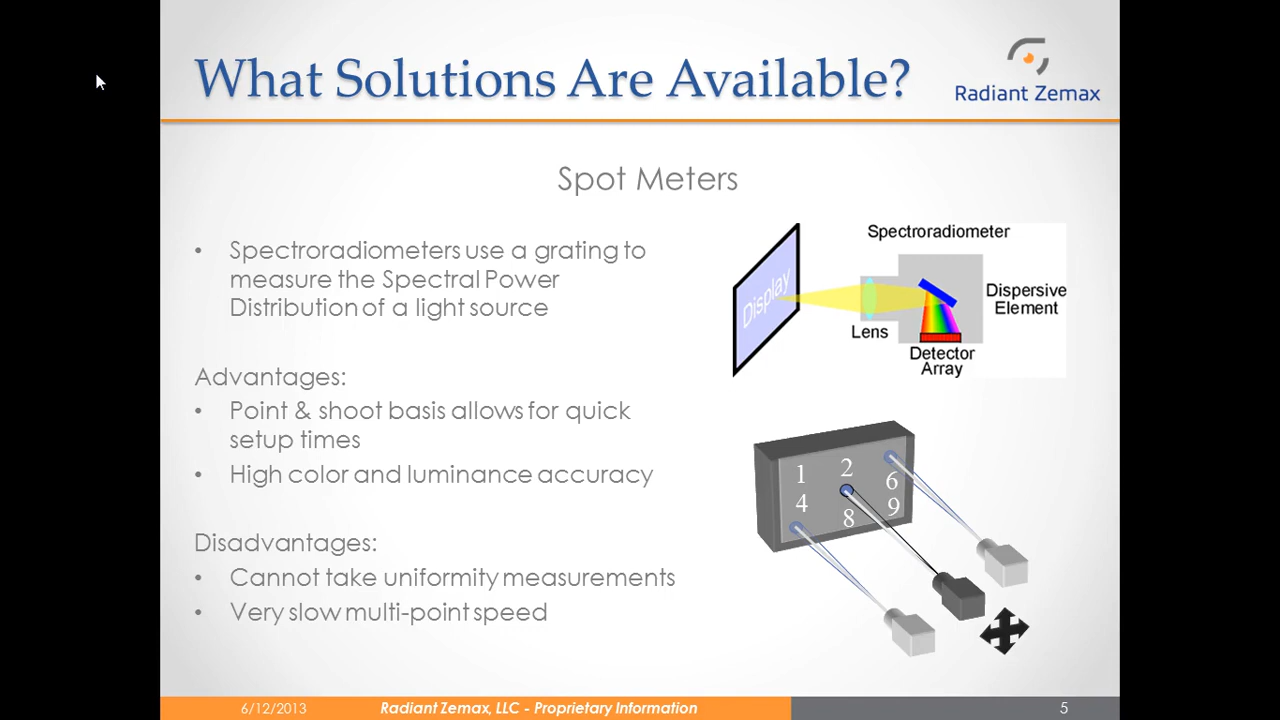 What Solutions Are Available?
Radiant Zemax
Spot Meters
• Spectroradiometers use a grating to
measure the Spectral Power
Distribution of a light source
Advantages:
• Point & shoot basis allows for quick
setup times
• High color and luminance accuracy
Disadvantages:
• Cannot take uniformity measurements
• Very slow multi-point speed
Spectroradiometer
Display
Dispersive
Element
Lens
Detector
Array
1 2
6
4
8 9
6/12/2013 Radiant Zemax, LLC - Proprietary Information 5